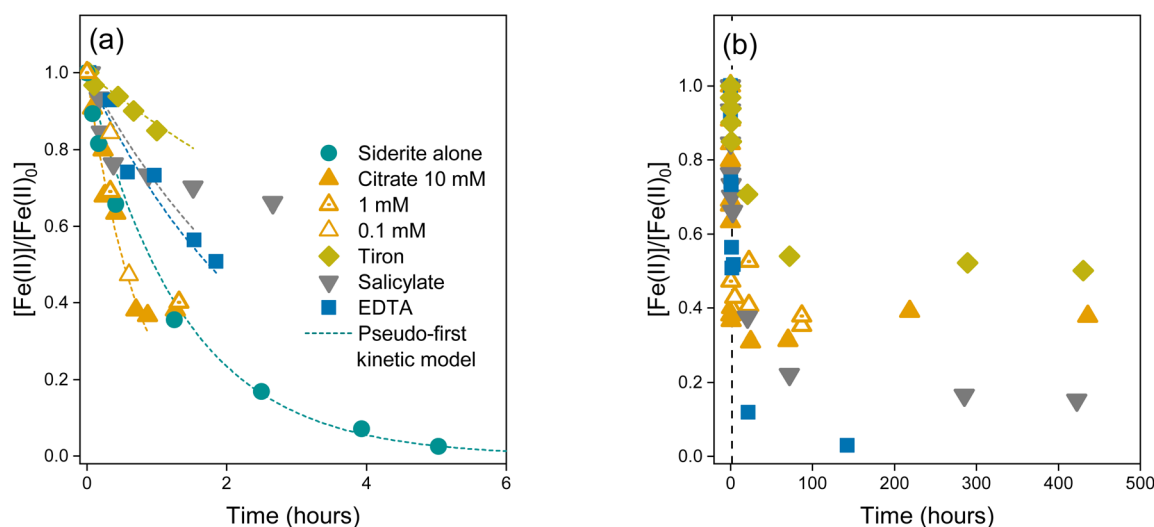 (a)
[Fe(II)]/[Fe(II)₀]
1.0
0.8
0.6
0.4
0.2
0.0
0
2
4
6
Time (hours)
Siderite alone
Citrate 10 mM
1 mM
0.1 mM
Tiron
Salicylate
EDTA
Pseudo-first
kinetic model
(b)
[Fe(II)]/[Fe(II)₀]
1.0
0.8
0.6
0.4
0.2
0.0
0
100
200
300
400
500
Time (hours)